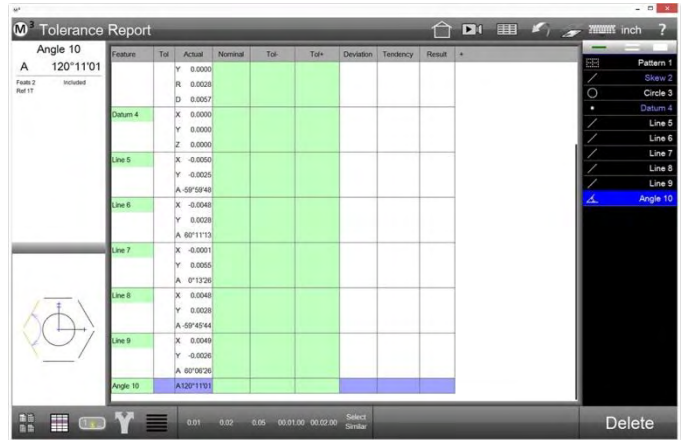 M³
M³ Tolerance Report inch ?
Angle 10
A 120°11'01
Feats 2 Included
Ref 1T
Feature Tol Actual Nominal Tol- Tol+ Deviation Tendency Result +
Y 0.0000
R 0.0028
D 0.0057
Datum 4 X 0.0000
Y 0.0000
Z 0.0000
Line 5 X -0.0050
Y -0.0025
A -59°59'48
Line 6 X -0.0048
Y 0.0028
A 60°11'13
Line 7 X -0.0001
Y 0.0055
A 0°13'26
Line 8 X 0.0048
Y 0.0028
A -59°45'44
Line 9 X 0.0049
Y -0.0026
A 60°06'26
Angle 10 A 120°11'01
Pattern 1
Skew 2
Circle 3
Datum 4
Line 5
Line 6
Line 7
Line 8
Line 9
Angle 10
0.01 0.02 0.05 00.01.00 00.02.00 Select Similar
Delete